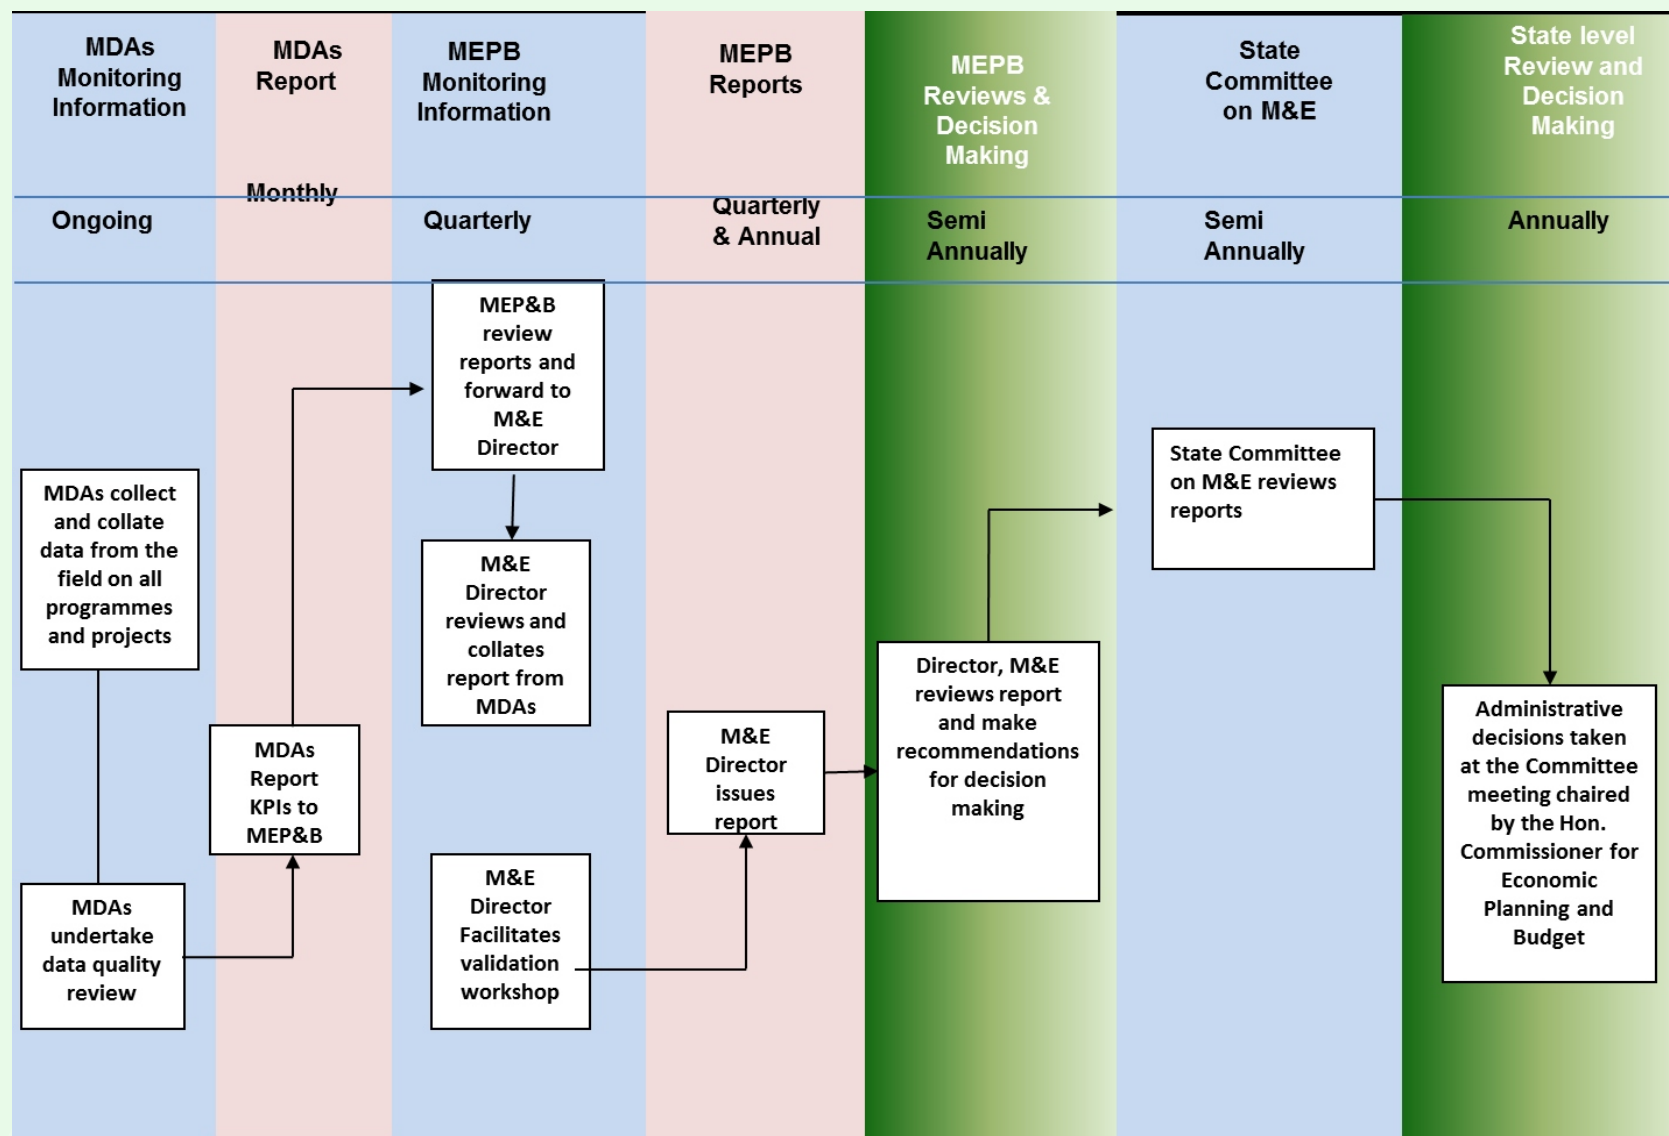 MDAs
Monitoring
Information
MDAs
Report
MEPB
Monitoring
Information
MEPB
Reports
MEPB
Reviews &
Decision
Making
State
Committee
on M&E
State level
Review and
Decision
Making
Ongoing
Monthly
Quarterly
Quarterly
& Annual
Semi
Annually
Semi
Annually
Annually
MDAs collect
and collate
data from the
field on all
programmes
and projects
MDAs
undertake
data quality
review
MDAs
Report
KPIs to
MEP&B
MEP&B
review
reports and
forward to
M&E
Director
M&E
Director
reviews and
collates
report from
MDAs
M&E
Director
Facilitates
validation
workshop
M&E
Director
issues
report
Director, M&E
reviews report
and make
recommendations
for decision
making
State Committee
on M&E reviews
reports
Administrative
decisions taken
at the Committee
meeting chaired
by the Hon.
Commissioner for
Economic
Planning and
Budget